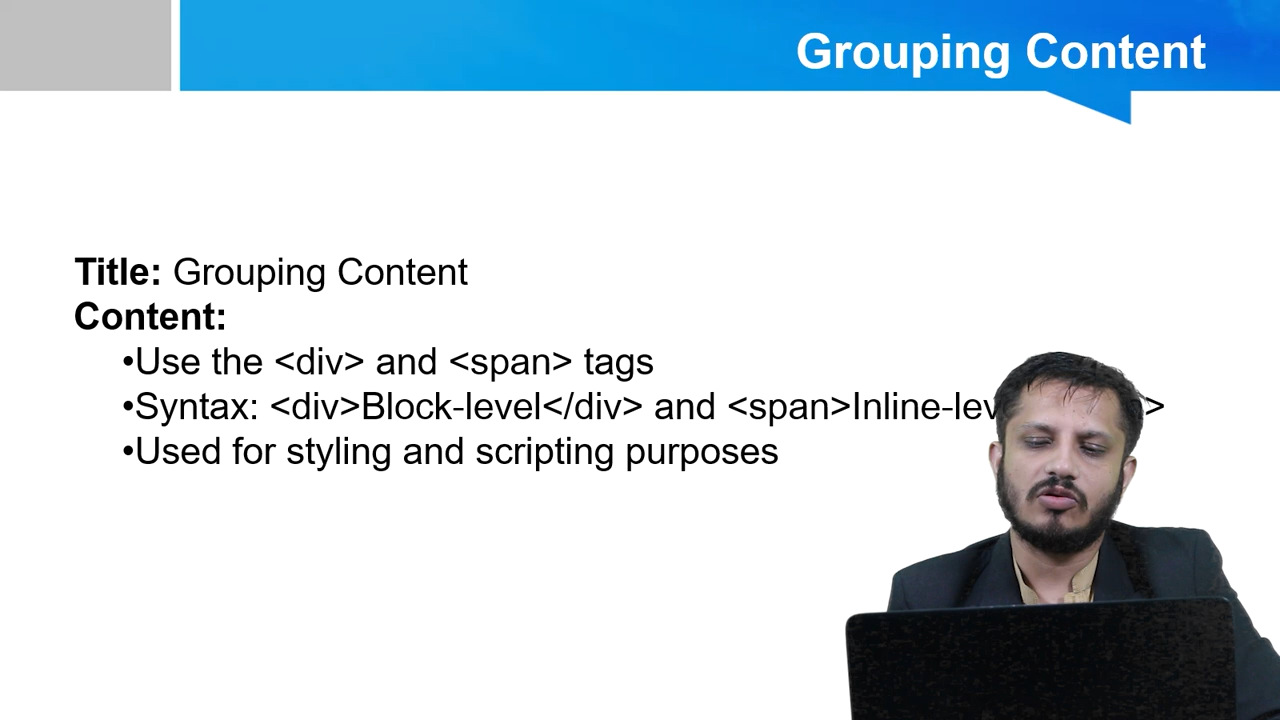 Grouping Content
Title: Grouping Content
Content:
•Use the <div> and <span> tags
•Syntax: <div>Block-level</div> and <span>Inline-lev >
•Used for styling and scripting purposes